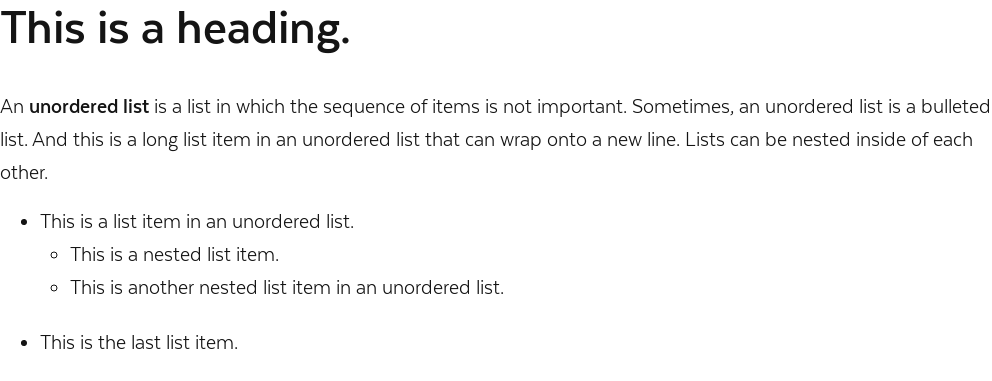 This is a heading.
An unordered list is a list in which the sequence of items is not important. Sometimes, an unordered list is a bulleted
list. And this is a long list item in an unordered list that can wrap onto a new line. Lists can be nested inside of each
other.
• This is a list item in an unordered list.
◦ This is a nested list item.
◦ This is another nested list item in an unordered list.
• This is the last list item.